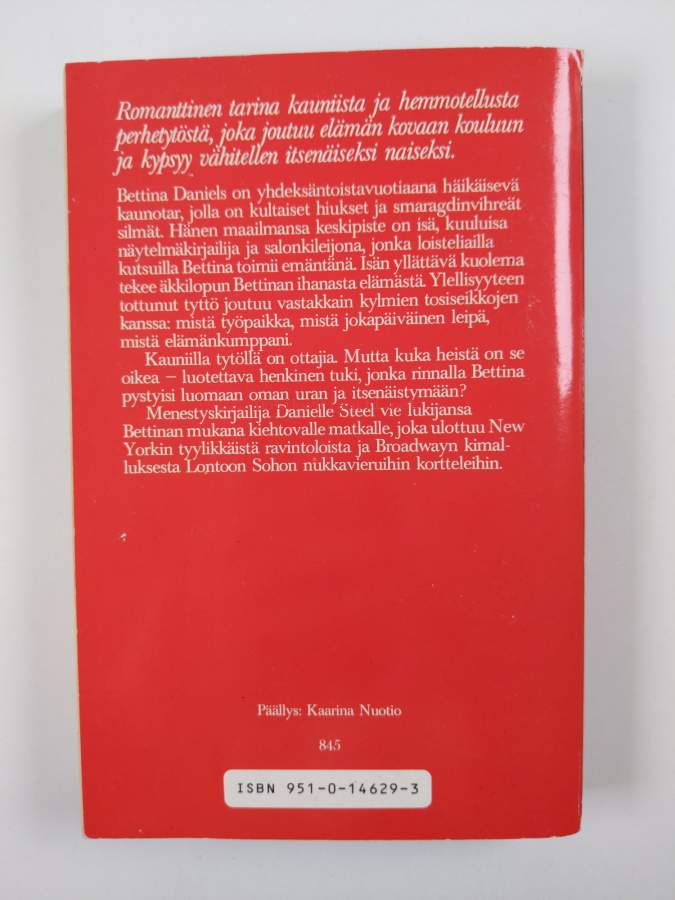 Romanttinen tarina kauniista ja hemmotellusta
perhetytöstä, joka joutuu elämän kovaan kouluun
ja kypsyy vähitellen itsenäiseksi naiseksi.
Bettina Daniels on yhdeksäntoistavuotiaana häikäisevä
kaunotar, jolla on kultaiset hiukset ja smaragdinvihreät
silmät. Hänen maailmansa keskipiste on isä, kuuluisa
näytelmäkirjailija ja salonkileijona, jonka loisteliailla
kutsuilla Bettina toimii emäntänä. Isän yllättävä kuolema
tekee äkkilopun Bettinan ihanasta elämästä. Ylellisyyteen
tottunut tyttö joutuu vastakkain kylmien tosiseikkojen
kanssa: mistä työpaikka, mistä jokapäiväinen leipä,
mistä elämänkumppani.
Kauniilla tytöllä on ottajia. Mutta kuka heistä on se
oikea – luotettava henkinen tuki, jonka rinnalla Bettina
pystyisi luomaan oman uran ja itsenäistymään?
Menestyskirjailija Danielle Steel vie lukijansa
Bettinan mukana kiehtovalle matkalle, joka ulottuu New
Yorkin tyylikkäistä ravintoloista ja Broadwayn kimal-
luksesta Lontoon Sohon nukkavieruihin kortteleihin.
Päällys: Kaarina Nuotio
845
ISBN 951-0-14629-3